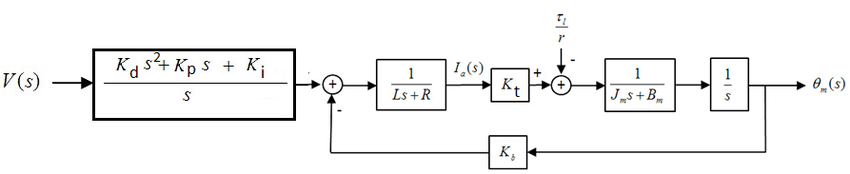 V(s)
K_d s^2 + K_p s + K_i
s
+
-
1
Ls + R
I_a(s)
K_t
+
τ_l
r
-
+
1
J_m s + B_m
1
s
θ_m(s)
K_b